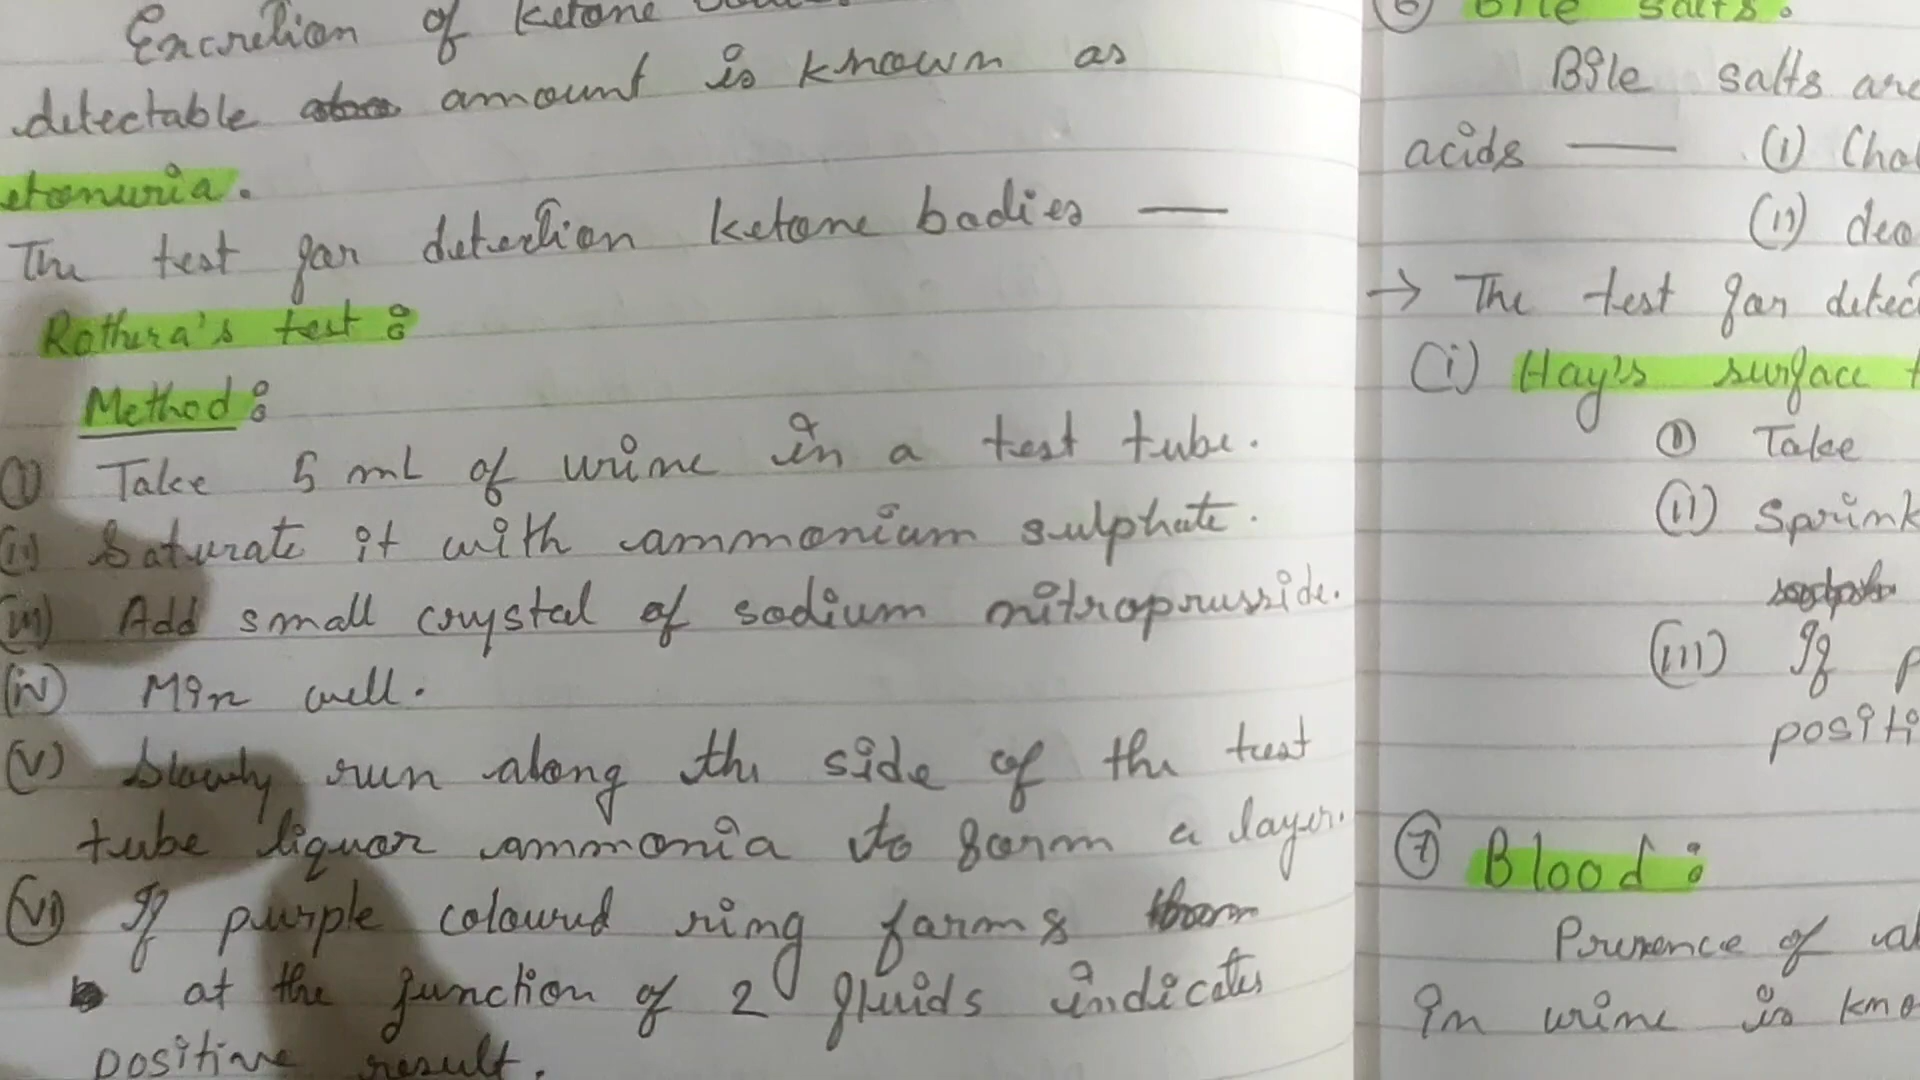 Excretion of ketone
detectable amount is known as
etonuria.
The test for detection ketone bodies —
Rothera's test :
Method :
(i) Take 5 mL of urine in a test tube.
(ii) Saturate it with ammonium sulphate.
(iii) Add small crystal of sodium nitroprusside.
(iv) Mix well.
(v) Slowly run along the side of the test
tube liquor ammonia to form a layer.
(vi) If purple coloured ring forms
at the junction of 2 fluids indicates
positive result.
⑥ Bile salts :
Bile salts are
acids — (i) Cho
(ii) deo
→ The test for detec
(i) Hay's surface t
① Take
(ii) Sprink
(iii) If p
positi
⑦ Blood :
Presence of
in urine is kno